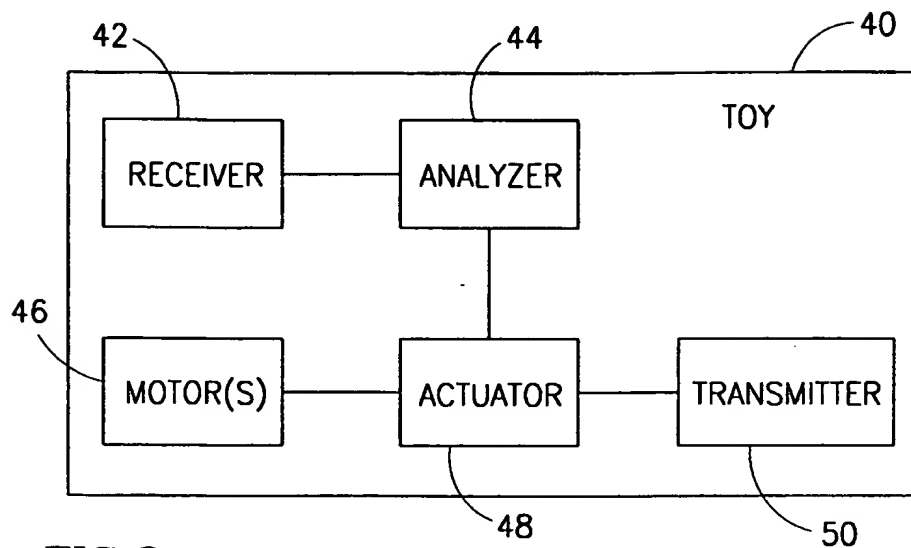 42
44
40
TOY
RECEIVER
ANALYZER
46
MOTOR(S)
ACTUATOR
TRANSMITTER
48
50